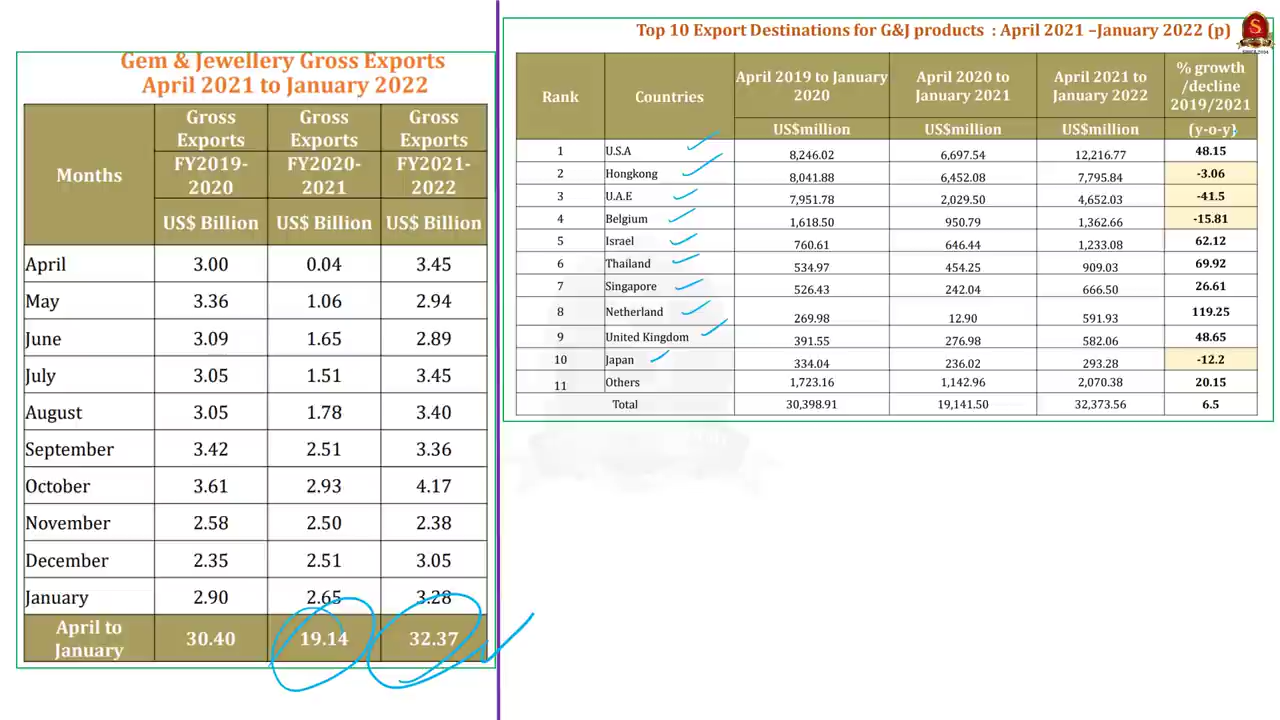 Gem & Jewellery Gross Exports
April 2021 to January 2022
Months Gross Exports FY2019-2020 US$ Billion Gross Exports FY2020-2021 US$ Billion Gross Exports FY2021-2022 US$ Billion
April 3.00 0.04 3.45
May 3.36 1.06 2.94
June 3.09 1.65 2.89
July 3.05 1.51 3.45
August 3.05 1.78 3.40
September 3.42 2.51 3.36
October 3.61 2.93 4.17
November 2.58 2.50 2.38
December 2.35 2.51 3.05
January 2.90 2.65 3.28
April to January 30.40 19.14 32.37
Top 10 Export Destinations for G&J products : April 2021 –January 2022 (p)
Rank Countries April 2019 to January 2020 US$million April 2020 to January 2021 US$million April 2021 to January 2022 US$million % growth /decline 2019/2021 (y-o-y)
1 U.S.A 8,246.02 6,697.54 12,216.77 48.15
2 Hongkong 8,041.88 6,452.08 7,795.84 -3.06
3 U.A.E 7,951.78 2,029.50 4,652.03 -41.5
4 Belgium 1,618.50 950.79 1,362.66 -15.81
5 Israel 760.61 646.44 1,233.08 62.12
6 Thailand 534.97 454.25 909.03 69.92
7 Singapore 526.43 242.04 666.50 26.61
8 Netherland 269.98 12.90 591.93 119.25
9 United Kingdom 391.55 276.98 582.06 48.65
10 Japan 334.04 236.02 293.28 -12.2
11 Others 1,723.16 1,142.96 2,070.38 20.15
Total 30,398.91 19,141.50 32,373.56 6.5